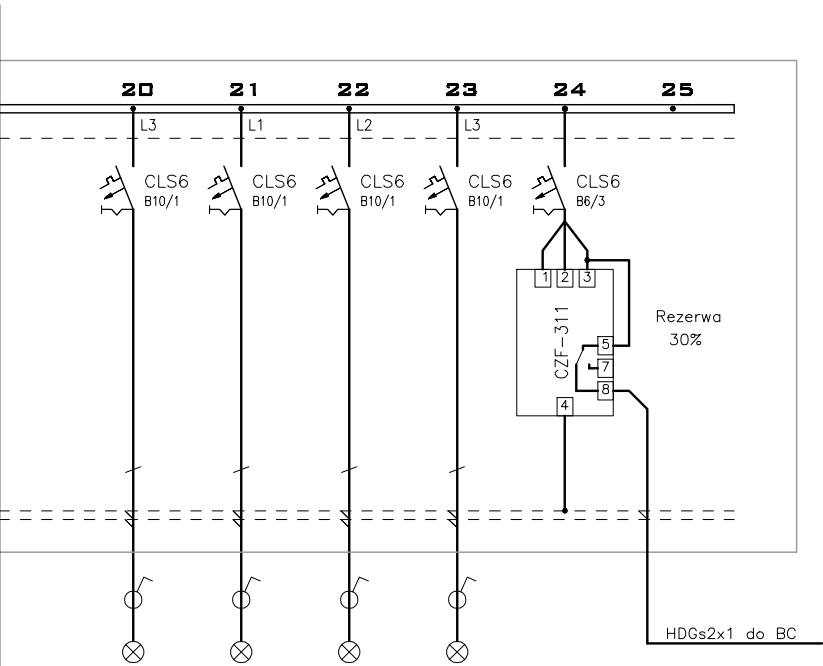 20 21 22 23 24 25
L3 L1 L2 L3
CLS6 CLS6 CLS6 CLS6 CLS6
B10/1 B10/1 B10/1 B10/1 B6/3
1 2 3
CZF-311
Rezerwa
30%
5
7
8
4
HDGs2x1 do BC